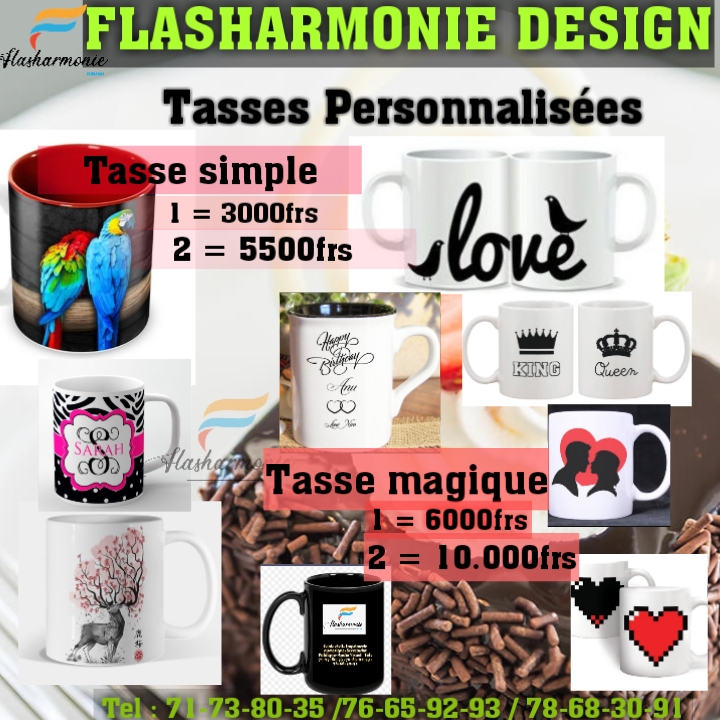 flasharmonie
FLASHARMONIE DESIGN
Tasses Personnalisées
Tasse simple
1 = 3000frs
2 = 5500frs
love
Happy
Birthday
Anu
KING
Queen
S
SARAH
flasharmonie
Tasse magique
1 = 6000frs
2 = 10.000frs
flasharmonie
Tel : 71-73-80-35 /76-65-92-93 / 78-68-30-91